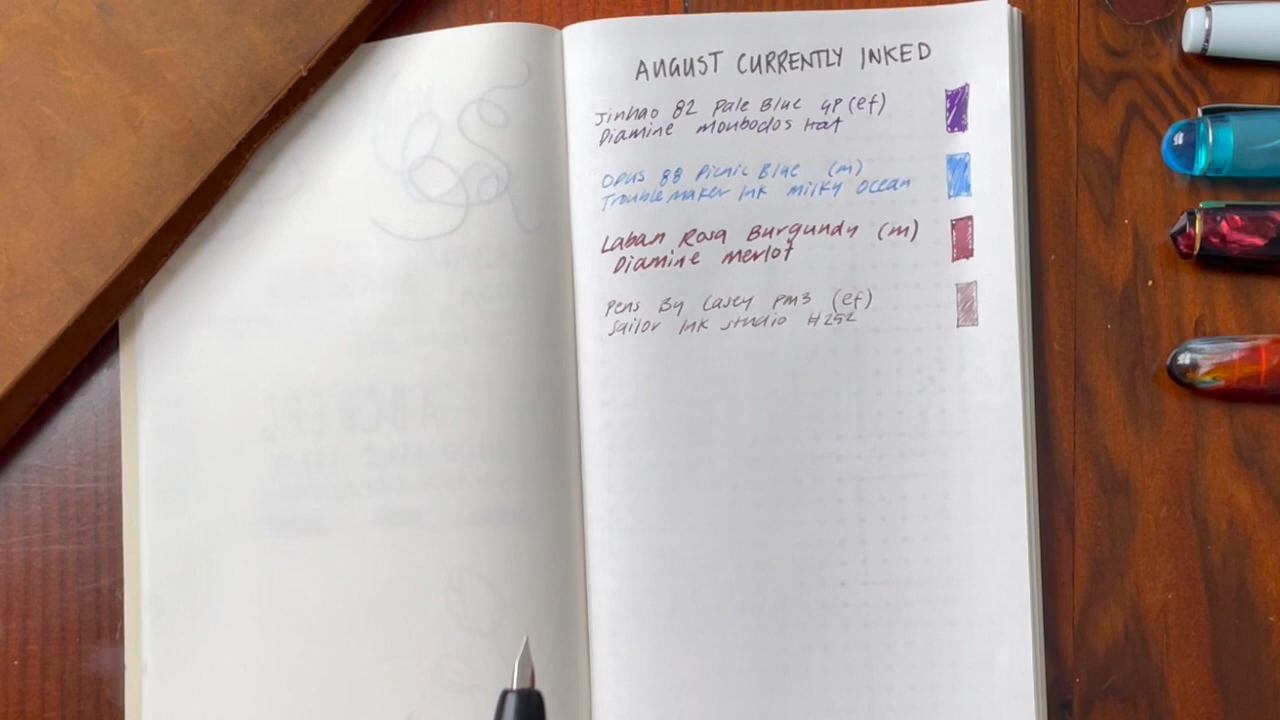 AUGUST CURRENTLY INKED
Jinhao 82 Pale Blue GP (ef)
Diamine monbodos Hat
Opus 88 Picnic Blue (m)
Troublemaker Ink milky Ocean
Laban Rosa Burgundy (m)
Diamine merlot
Pens By Casey PM3 (ef)
Sailor Ink Studio #252